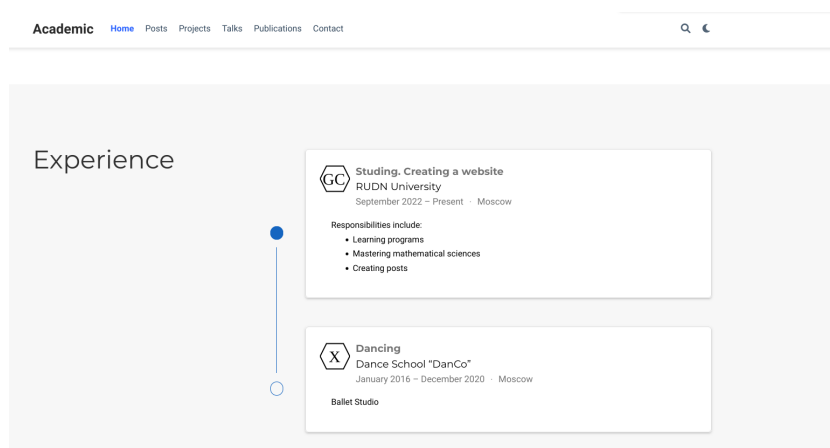 Academic Home Posts Projects Talks Publications Contact
Experience
GC
Studing. Creating a website
RUDN University
September 2022 – Present · Moscow
Responsibilities include:
• Learning programs
• Mastering mathematical sciences
• Creating posts
X
Dancing
Dance School “DanCo”
January 2016 – December 2020 · Moscow
Ballet Studio